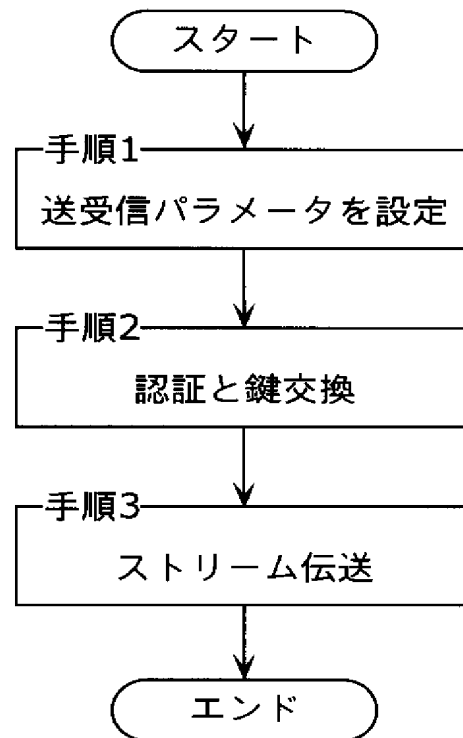 スタート
手順1
送受信パラメータを設定
手順2
認証と鍵交換
手順3
ストリーム伝送
エンド